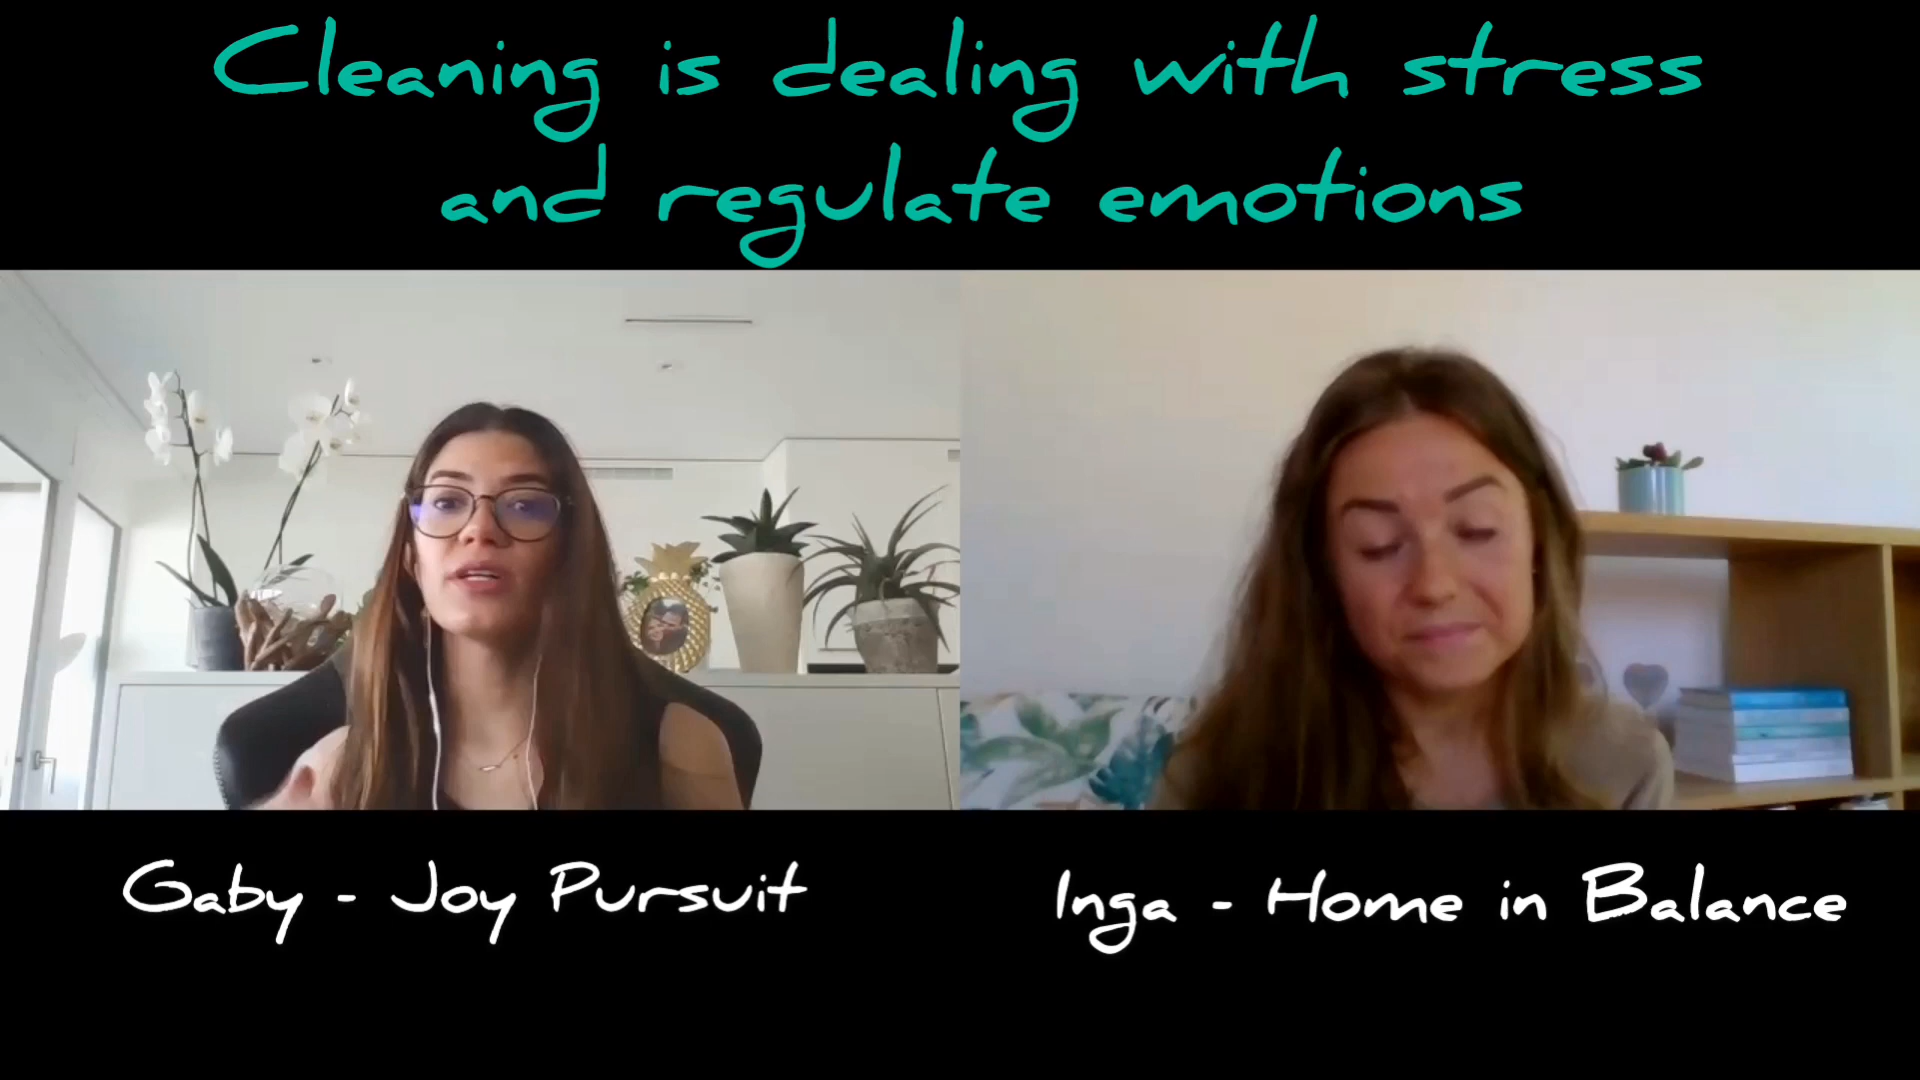 Cleaning is dealing with stress
and regulate emotions
Gaby - Joy Pursuit
Inga - Home in Balance